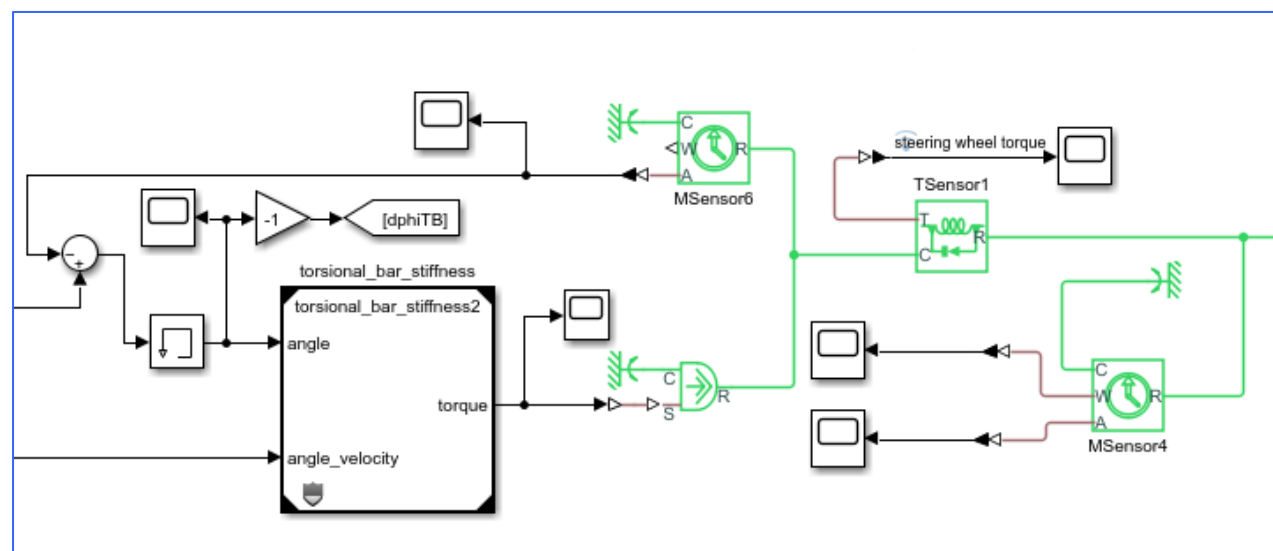 C
W
R
A
MSensor6
steering wheel torque
TSensor1
T
R
C
-1
[dphiTB]
−
+
torsional_bar_stiffness
torsional_bar_stiffness2
angle
torque
angle_velocity
C
R
S
C
W
R
A
MSensor4